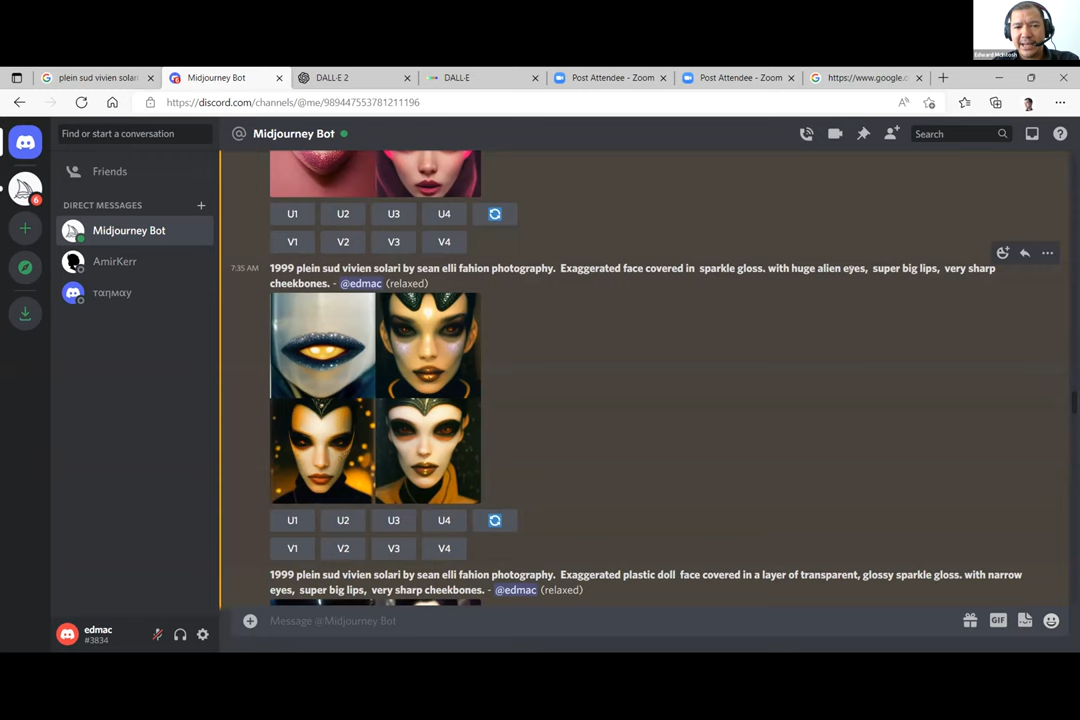 Edward McIntosh
plein sud vivien solari
Midjourney Bot
DALL·E 2
DALL·E
Post Attendee - Zoom
Post Attendee - Zoom
https://www.google.c
https://discord.com/channels/@me/989447553781211196
Find or start a conversation
Midjourney Bot
Search
Friends
DIRECT MESSAGES
Midjourney Bot
AmirKerr
ταημαγ
6
U1 U2 U3 U4
V1 V2 V3 V4
7:35 AM
1999 plein sud vivien solari by sean elli fahion photography. Exaggerated face covered in sparkle gloss. with huge alien eyes, super big lips, very sharp
cheekbones. - @edmac (relaxed)
U1 U2 U3 U4
V1 V2 V3 V4
1999 plein sud vivien solari by sean elli fahion photography. Exaggerated plastic doll face covered in a layer of transparent, glossy sparkle gloss. with narrow
eyes, super big lips, very sharp cheekbones. - @edmac (relaxed)
edmac
#3834
Message @Midjourney Bot
GIF